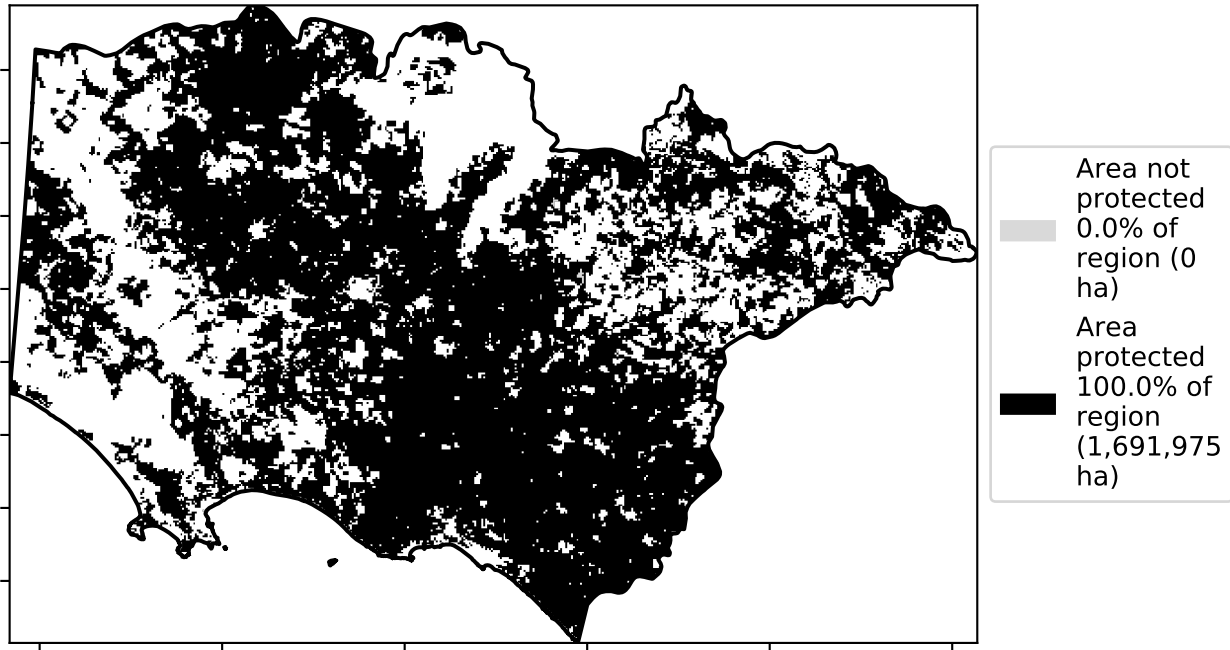 Area not
protected
0.0% of
region (0
ha)
Area
protected
100.0% of
region
(1,691,975
ha)